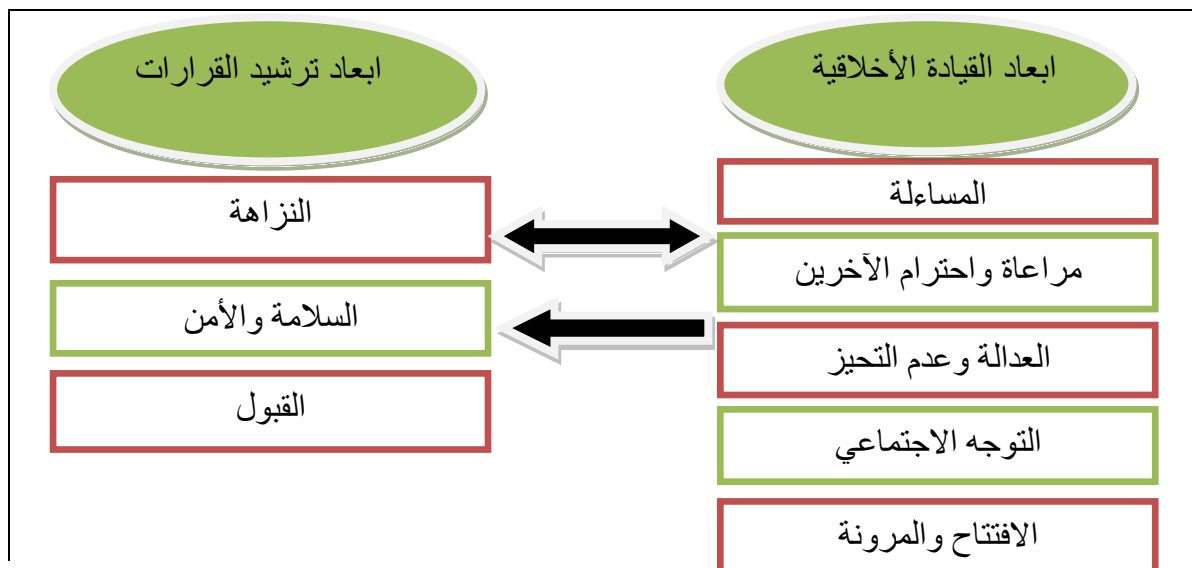 ابعاد القيادة الأخلاقية
المساءلة
مراعاة واحترام الآخرين
العدالة وعدم التحيز
التوجه الاجتماعي
الافتتاح والمرونة
ابعاد ترشيد القرارات
النزاهة
السلامة والأمن
القبول